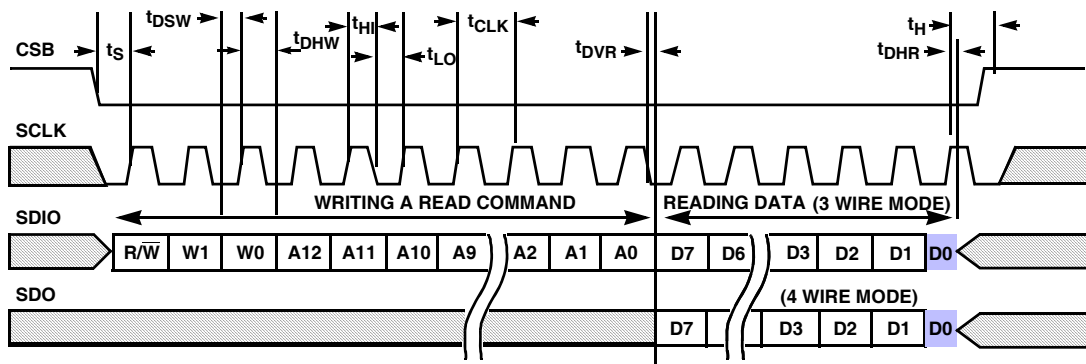 tDSW tHI tCLK tH
CSB tS tDHW tLO tDVR tDHR
SCLK
WRITING A READ COMMAND READING DATA (3 WIRE MODE)
SDIO
R/W̅ W1 W0 A12 A11 A10 A9 A2 A1 A0 D7 D6 D3 D2 D1 D0
SDO
(4 WIRE MODE)
D7 D3 D2 D1 D0